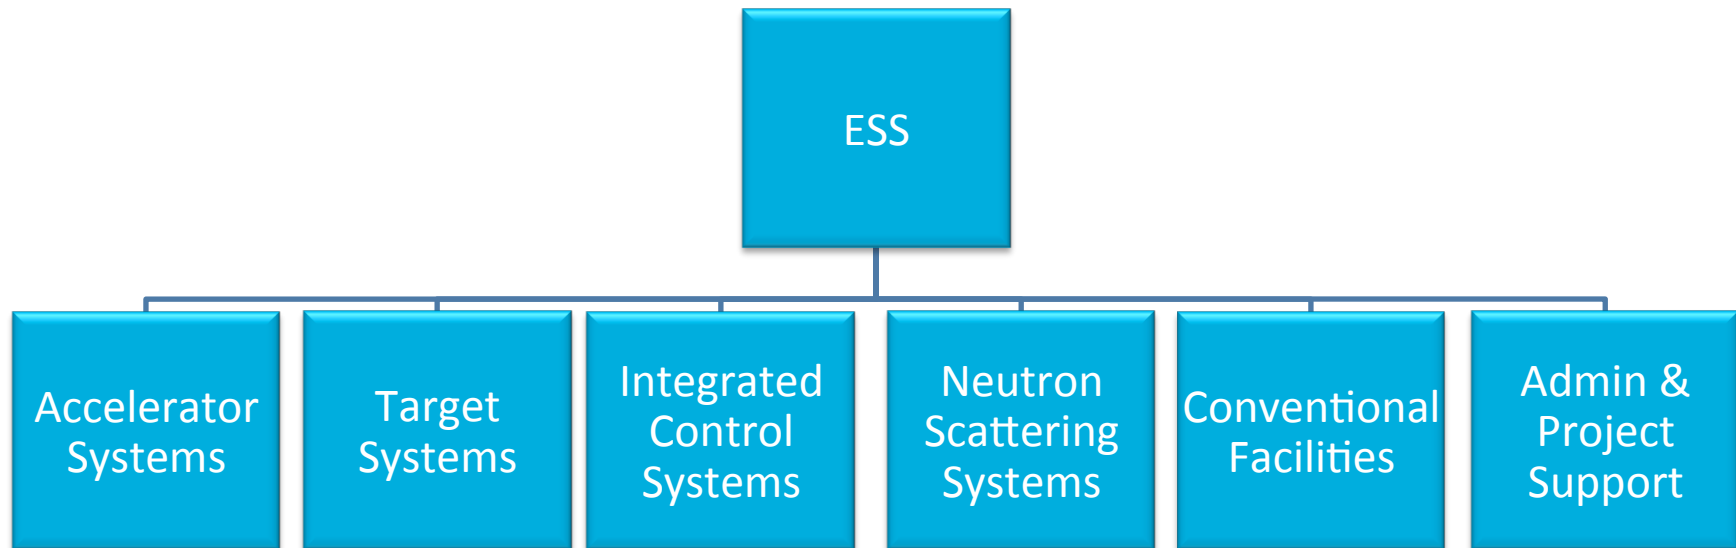 ESS
Accelerator
Systems
Target
Systems
Integrated
Control
Systems
Neutron
Scattering
Systems
Conventional
Facilities
Admin &
Project
Support